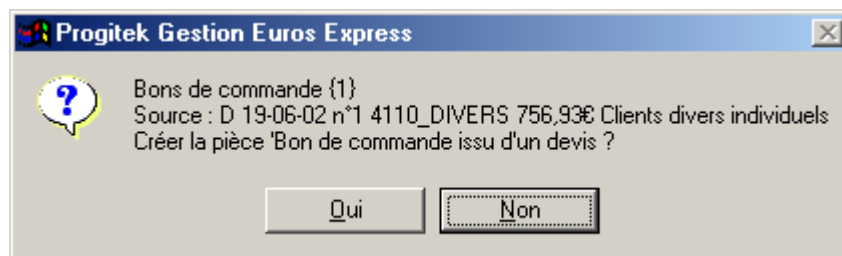 Progitek Gestion Euros Express
Bons de commande {1}
Source : D 19-06-02 n°1 4110_DIVERS 756,93€ Clients divers individuels
Créer la pièce 'Bon de commande issu d'un devis ?
Oui Non